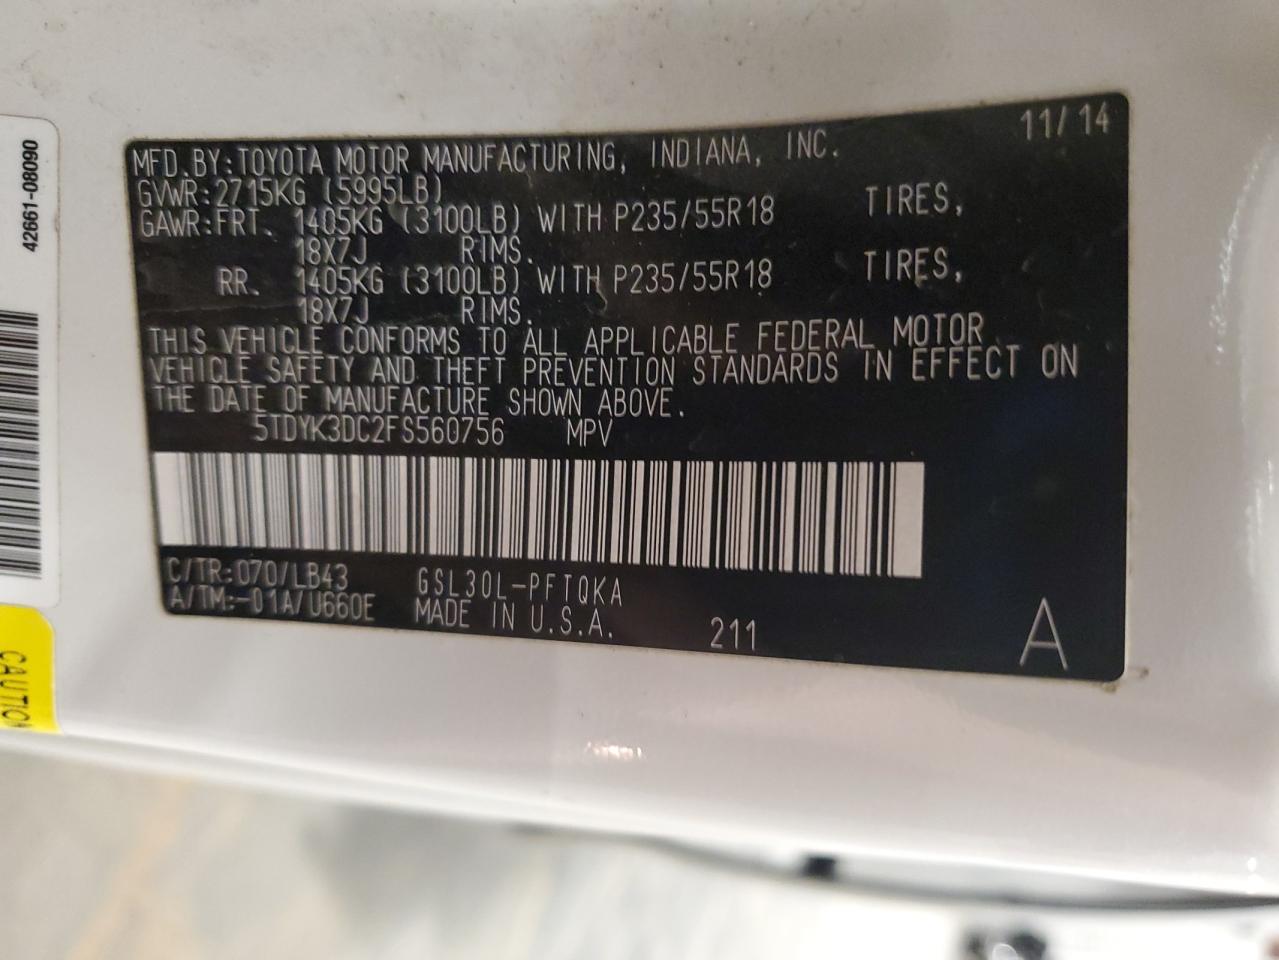 11/14
MFD.BY:TOYOTA MOTOR MANUFACTURING, INDIANA, INC.
GVWR:2715KG (5995LB)
GAWR:FRT. 1405KG (3100LB) WITH P235/55R18 TIRES,
18X7J RIMS.
RR. 1405KG (3100LB) WITH P235/55R18 TIRES,
18X7J RIMS.
THIS VEHICLE CONFORMS TO ALL APPLICABLE FEDERAL MOTOR
VEHICLE SAFETY AND THEFT PREVENTION STANDARDS IN EFFECT ON
THE DATE OF MANUFACTURE SHOWN ABOVE.
5TDYK3DC2FS560756 MPV
C/TR:070/LB43 GSL30L-PFTQKA
A/TM:-01A/U660E MADE IN U.S.A. 211 A
42661-08090
CAUTION